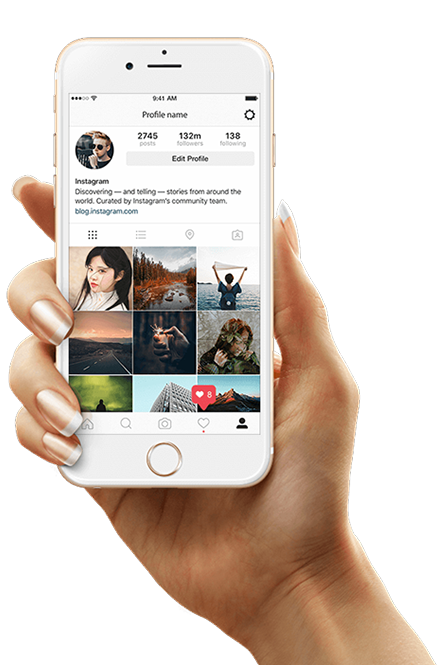 9:41 AM
Profile name
2745 132m 138
posts followers following
Edit Profile
Instagram
Discovering — and telling — stories from around the
world. Curated by Instagram's community team.
blog.instagram.com
8